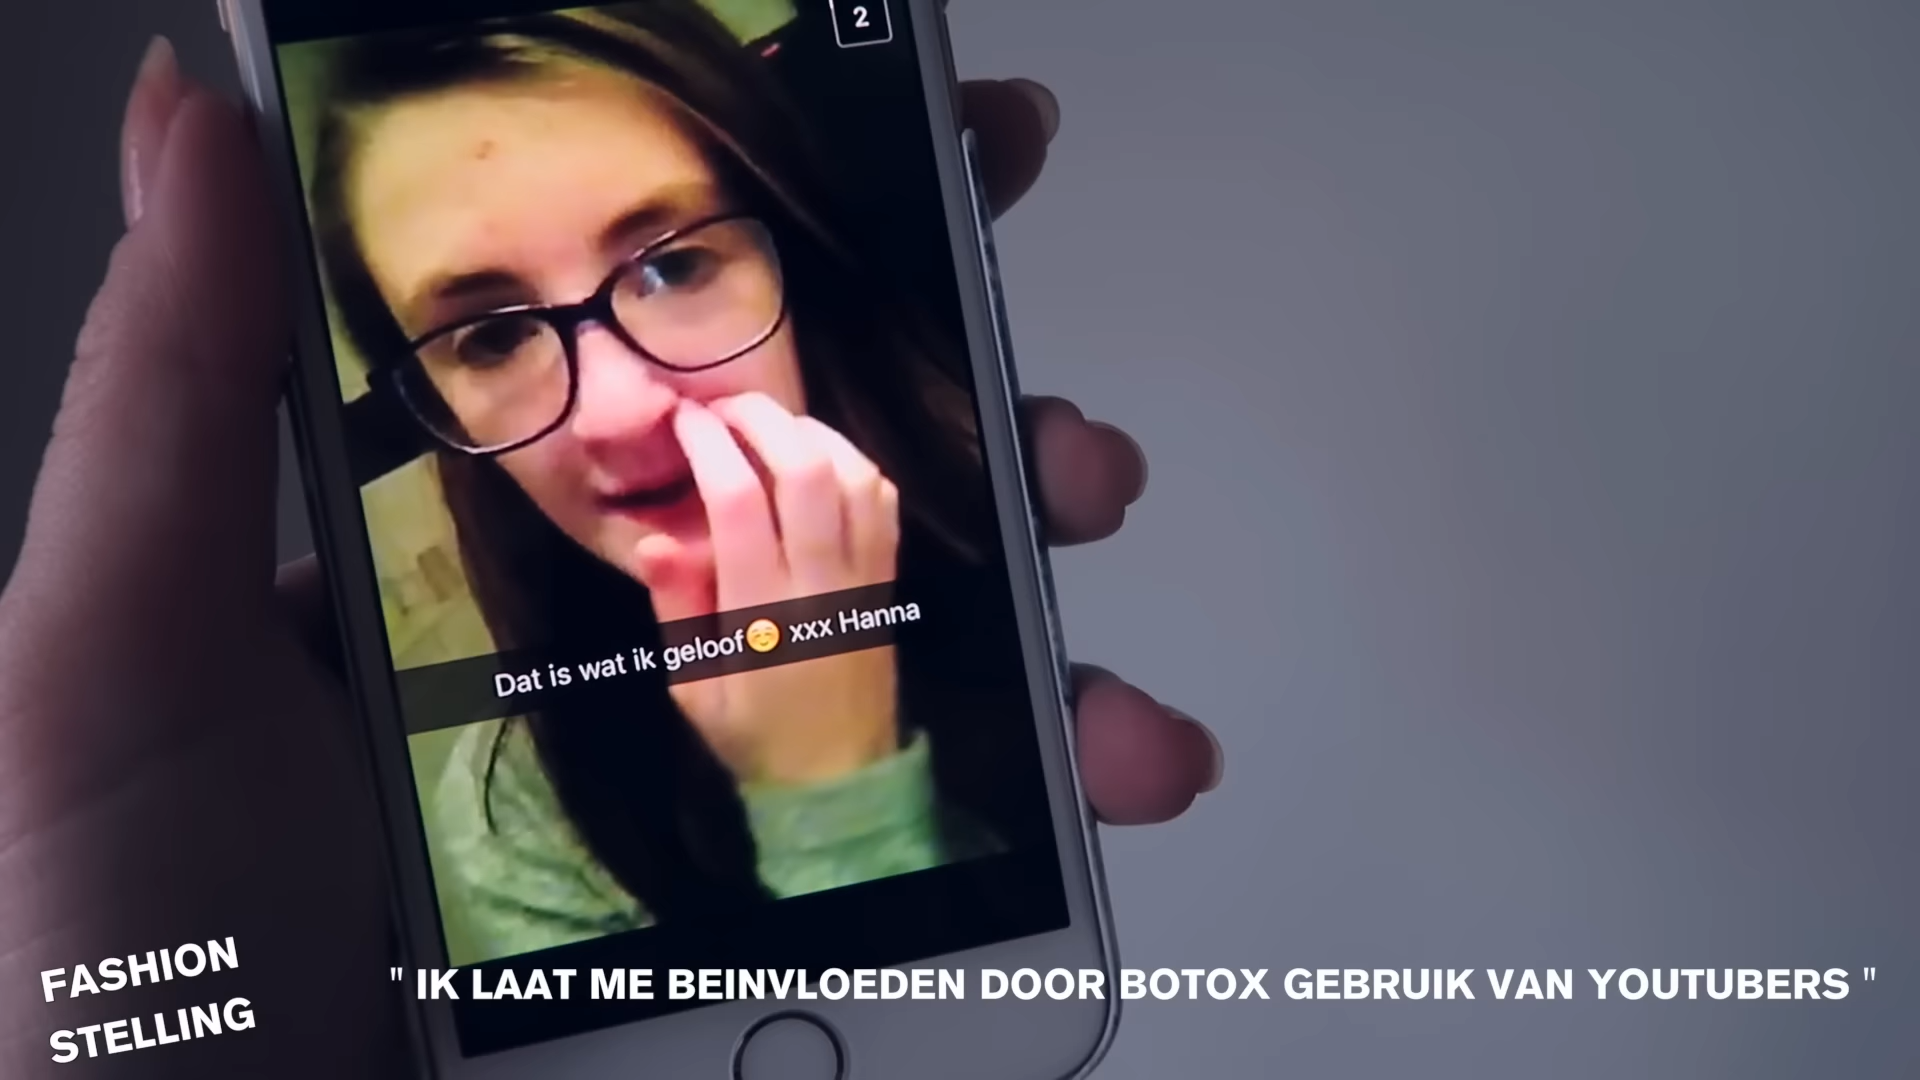 2
Dat is wat ik geloof☺️ xxx Hanna
FASHION
STELLING
" IK LAAT ME BEINVLOEDEN DOOR BOTOX GEBRUIK VAN YOUTUBERS "